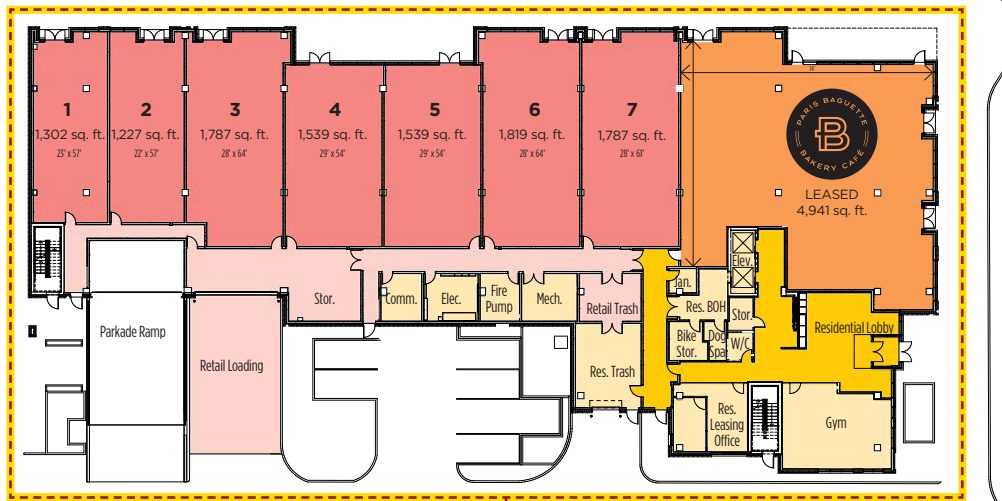 1
1,302 sq. ft.
23' x 57'
2
1,227 sq. ft.
22' x 57'
3
1,787 sq. ft.
28' x 64'
4
1,539 sq. ft.
29' x 54'
5
1,539 sq. ft.
29' x 54'
6
1,819 sq. ft.
28' x 64'
7
1,787 sq. ft.
28' x 61'
PARIS BAGUETTE
B
BAKERY CAFÉ
LEASED
4,941 sq. ft.
Elev.
Stor.
Comm.
Elec.
Fire
Pump
Mech.
Retail Trash
Jan.
Res. BOH
Stor.
Bike
Stor.
Dog
Spa
W/C
Residential Lobby
Parkade Ramp
Retail Loading
Res. Trash
Res.
Leasing
Office
Gym